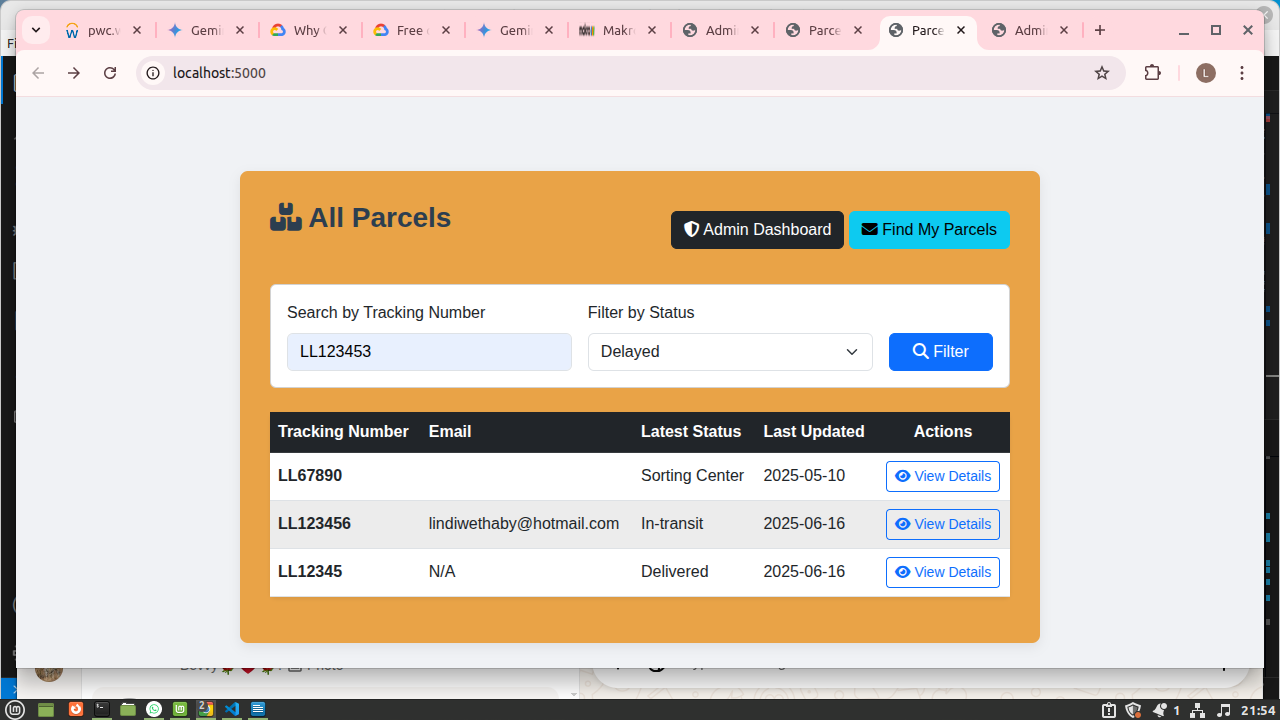 pwc.w
Gemi
Why G
Free
Gemi
Makro
Admi
Parce
Parce
Admi
localhost:5000
L
All Parcels
Admin Dashboard
Find My Parcels
Search by Tracking Number
Filter by Status
LL123453
Delayed
Filter
Tracking Number Email Latest Status Last Updated Actions
LL67890 Sorting Center 2025-05-10 View Details
LL123456 lindiwethaby@hotmail.com In-transit 2025-06-16 View Details
LL12345 N/A Delivered 2025-06-16 View Details
2
1
21:54